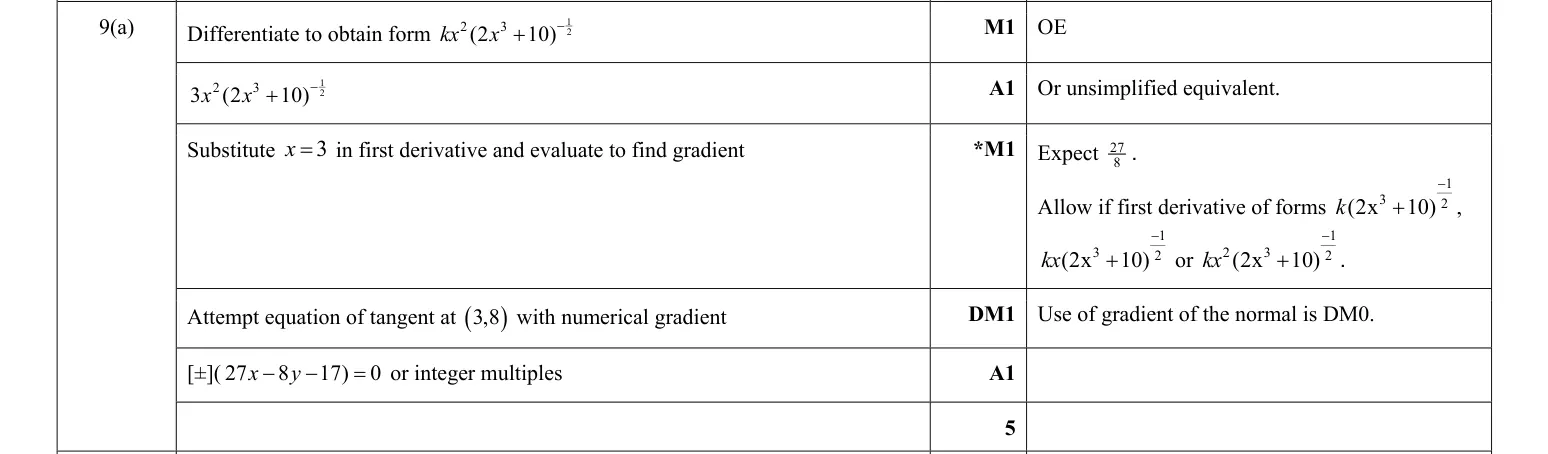 9(a) Differentiate to obtain form kx²(2x³ + 10)^(−1/2) M1 OE
3x²(2x³ + 10)^(−1/2) A1 Or unsimplified equivalent.
Substitute x = 3 in first derivative and evaluate to find gradient *M1 Expect 27/8 .
Allow if first derivative of forms k(2x³ + 10)^(−1/2) ,
kx(2x³ + 10)^(−1/2) or kx²(2x³ + 10)^(−1/2) .
Attempt equation of tangent at (3,8) with numerical gradient DM1 Use of gradient of the normal is DM0.
[±]( 27x − 8y − 17) = 0 or integer multiples A1
5